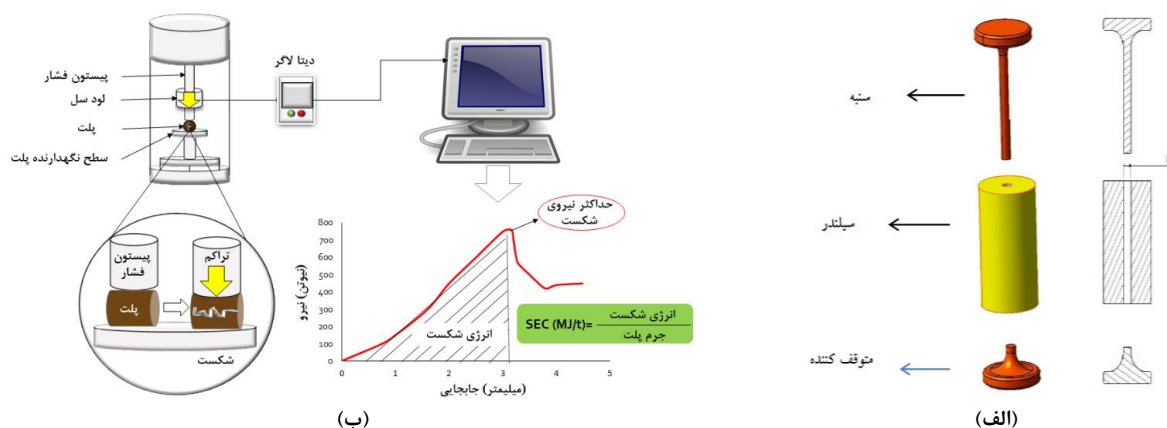 پیستون فشار
لود سل
پلت
سطح نگهدارنده پلت
دیتا لاگر
پیستون
فشار
تراکم
پلت
شکست
حداکثر نیروی
شکست
نیرو (نیوتن)
800
700
600
500
400
300
200
100
0
0 1 2 3 4 5
جابجایی (میلیمتر)
انرژی شکست
SEC (MJ/t)=
انرژی شکست
جرم پلت
(ب)
سنبه
سیلندر
متوقف کننده
(الف)